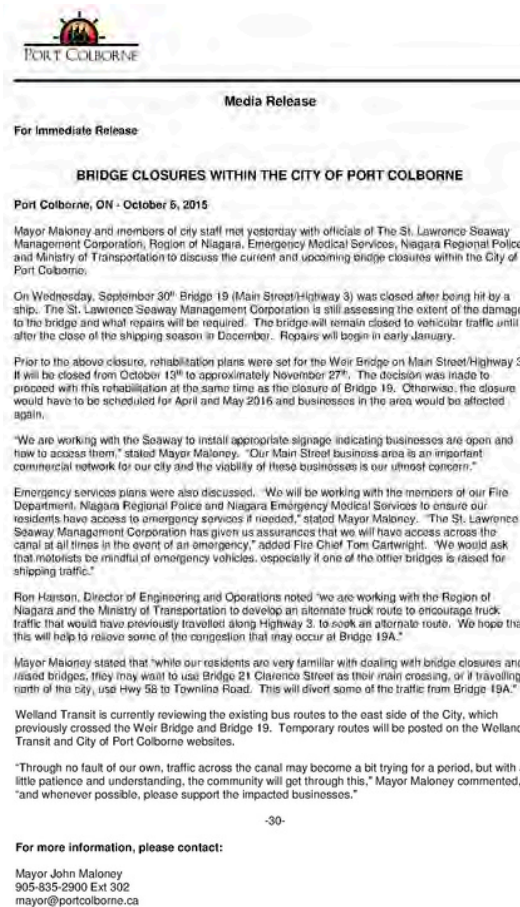 PORT COLBORNE
Media Release
For Immediate Release
BRIDGE CLOSURES WITHIN THE CITY OF PORT COLBORNE
Port Colborne, ON - October 6, 2015
Mayor Maloney and members of city staff met yesterday with officials of The St. Lawrence Seaway
Management Corporation, Region of Niagara, Emergency Medical Services, Niagara Regional Police
and Ministry of Transportation to discuss the current and upcoming bridge closures within the City of
Port Colborne.
On Wednesday, September 30th Bridge 19 (Main Street/Highway 3) was closed after being hit by a
ship. The St. Lawrence Seaway Management Corporation is still assessing the extent of the damage
to the bridge and what repairs will be required. The bridge will remain closed to vehicular traffic until
after the close of the shipping season in December. Repairs will begin in early January.
Prior to the above closure, rehabilitation plans were set for the Weir Bridge on Main Street/Highway 3
It will be closed from October 13th to approximately November 27th. The decision was made to
proceed with this rehabilitation at the same time as the closure of Bridge 19. Otherwise, the closure
would have to be scheduled for April and May 2016 and businesses in the area would be affected
again.
"We are working with the Seaway to install appropriate signage indicating businesses are open and
how to access them," stated Mayor Maloney. "Our Main Street business area is an important
commercial network for our city and the viability of these businesses is our utmost concern."
Emergency services plans were also discussed. "We will be working with the members of our Fire
Department, Niagara Regional Police and Niagara Emergency Medical Services to ensure our
residents have access to emergency services if needed," stated Mayor Maloney. "The St. Lawrence
Seaway Management Corporation has given us assurances that we will have access across the
canal at all times in the event of an emergency," added Fire Chief Tom Cartwright. "We would ask
that motorists be mindful of emergency vehicles, especially if one of the other bridges is raised for
shipping traffic."
Ron Hanson, Director of Engineering and Operations noted "we are working with the Region of
Niagara and the Ministry of Transportation to develop an alternate truck route to encourage truck
traffic that would have previously travelled along Highway 3, to seek an alternate route. We hope tha
this will help to relieve some of the congestion that may occur at Bridge 19A."
Mayor Maloney stated that "while our residents are very familiar with dealing with bridge closures and
raised bridges, they may want to use Bridge 21 Clarence Street as their main crossing, or if travelling
north of the city, use Hwy 58 to Townline Road. This will divert some of the traffic from Bridge 19A."
Welland Transit is currently reviewing the existing bus routes to the east side of the City, which
previously crossed the Weir Bridge and Bridge 19. Temporary routes will be posted on the Welland
Transit and City of Port Colborne websites.
"Through no fault of our own, traffic across the canal may become a bit trying for a period, but with a
little patience and understanding, the community will get through this," Mayor Maloney commented,
"and whenever possible, please support the impacted businesses."
-30-
For more information, please contact:
Mayor John Maloney
905-835-2900 Ext 302
mayor@portcolborne.ca